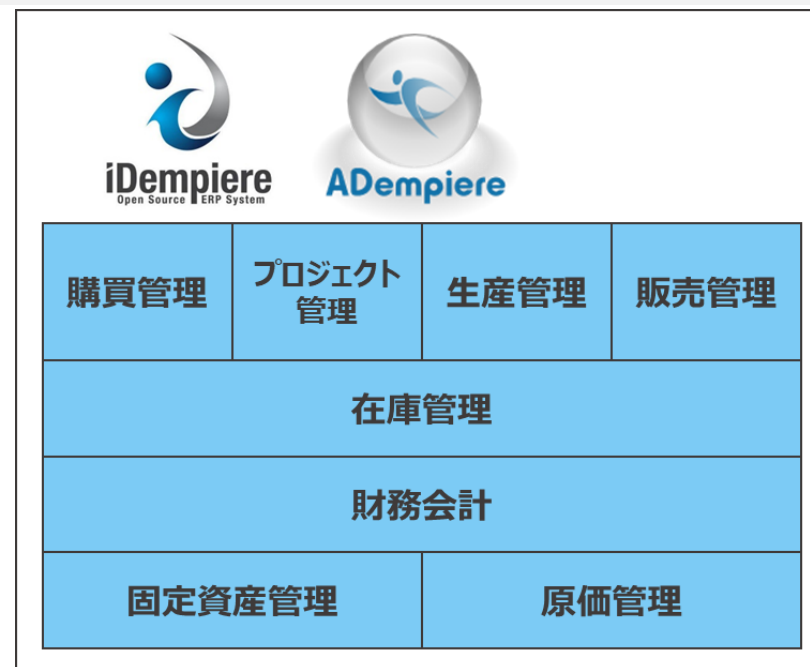 iDempiere
Open Source ERP System
ADempiere
購買管理
プロジェクト
管理
生産管理
販売管理
在庫管理
財務会計
固定資産管理
原価管理